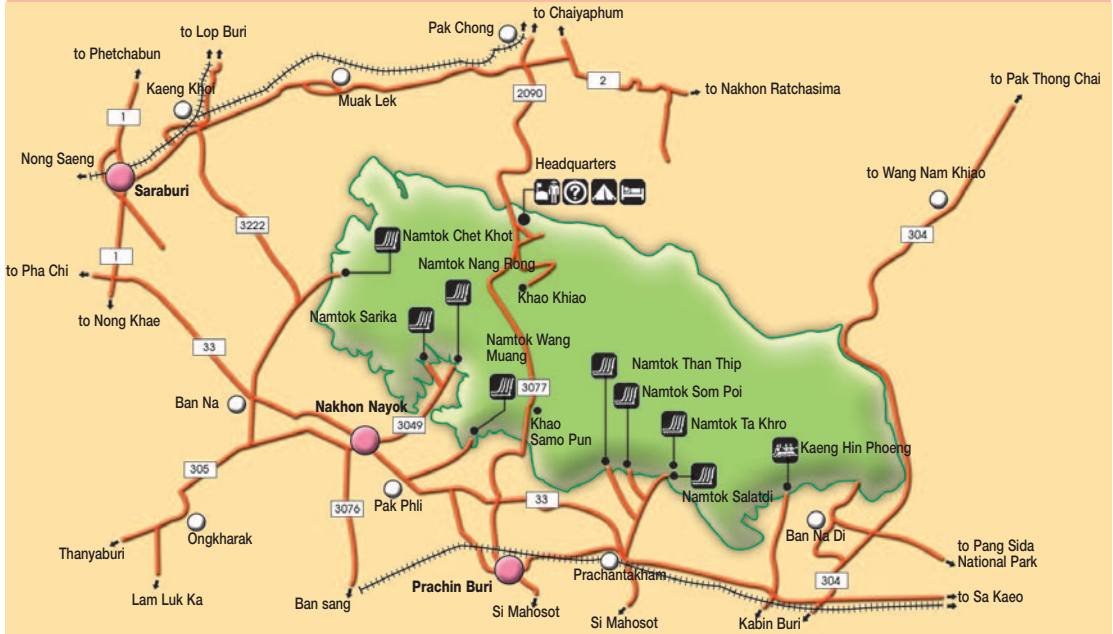 to Chaiyaphum
Pak Chong
to Lop Buri
to Phetchabun
Kaeng Khoi
Muak Lek
2
2090
to Nakhon Ratchasima
to Pak Thong Chai
1
Nong Saeng
Saraburi
Headquarters
?
to Wang Nam Khiao
3222
304
Namtok Chet Khot
1
Namtok Nang Rong
to Pha Chi
Khao Khiao
to Nong Khae
Namtok Sarika
33
Namtok Wang
Muang
Namtok Than Thip
3077
Namtok Som Poi
Ban Na
Nakhon Nayok
3049
Khao
Samo Pun
Namtok Ta Khro
Kaeng Hin Phoeng
305
Pak Phli
Namtok Salatdi
3076
33
Ongkharak
Ban Na Di
Thanyaburi
to Pang Sida
National Park
Prachantakham
304
Prachin Buri
Lam Luk Ka
Ban sang
Si Mahosot
Si Mahosot
Kabin Buri
to Sa Kaeo